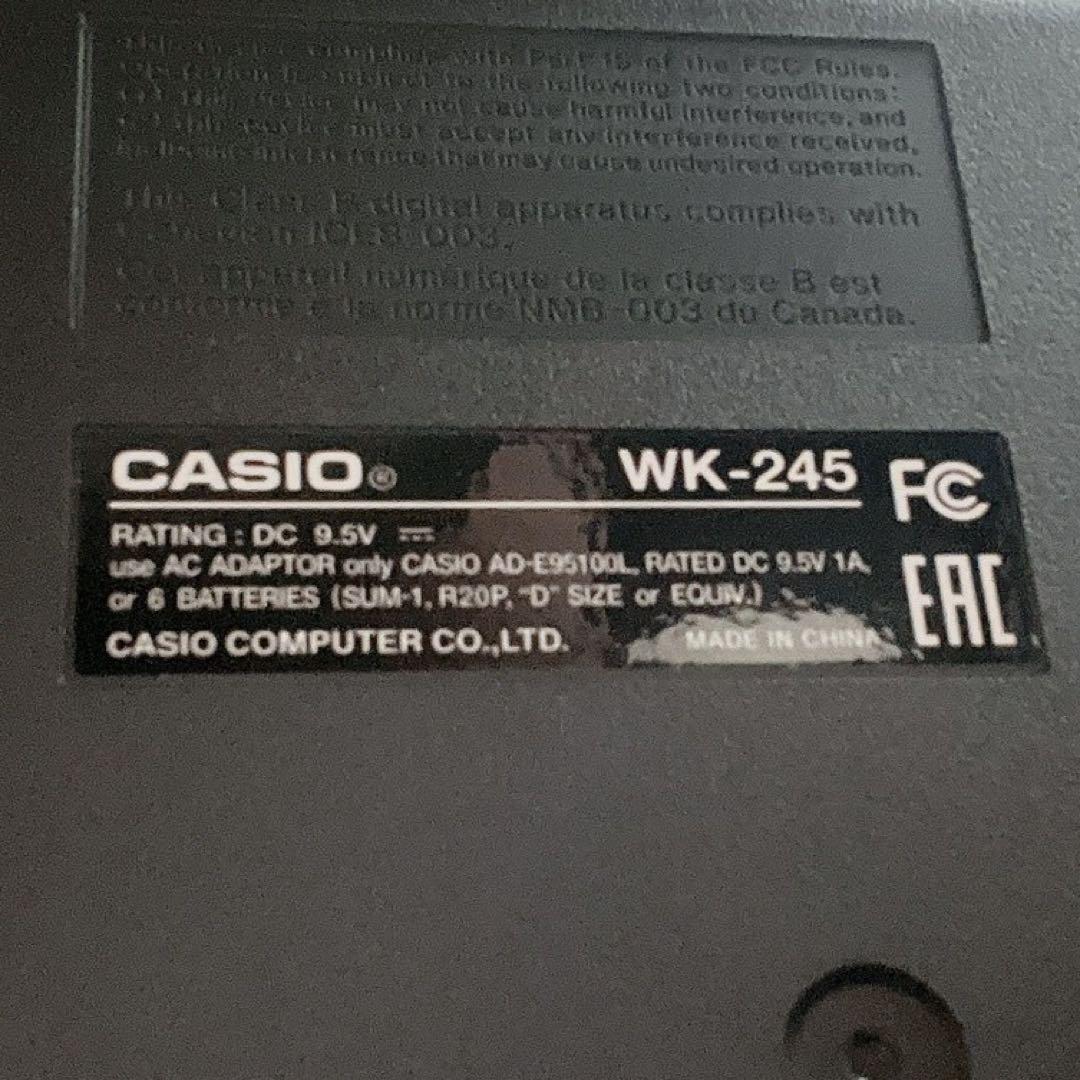 This device complies with Part 15 of the FCC Rules.
Operation is subject to the following two conditions:
(1) this device may not cause harmful interference, and
(2) this device must accept any interference received,
including interference that may cause undesired operation.
This Class B digital apparatus complies with
Canadian ICES-003.
Cet appareil numérique de la classe B est
conforme à la norme NMB-003 du Canada.
CASIO® WK-245 FC
RATING : DC 9.5V ⎓
use AC ADAPTOR only CASIO AD-E95100L, RATED DC 9.5V 1A,
or 6 BATTERIES (SUM-1, R20P, "D" SIZE or EQUIV.)
EAC
CASIO COMPUTER CO.,LTD. MADE IN CHINA